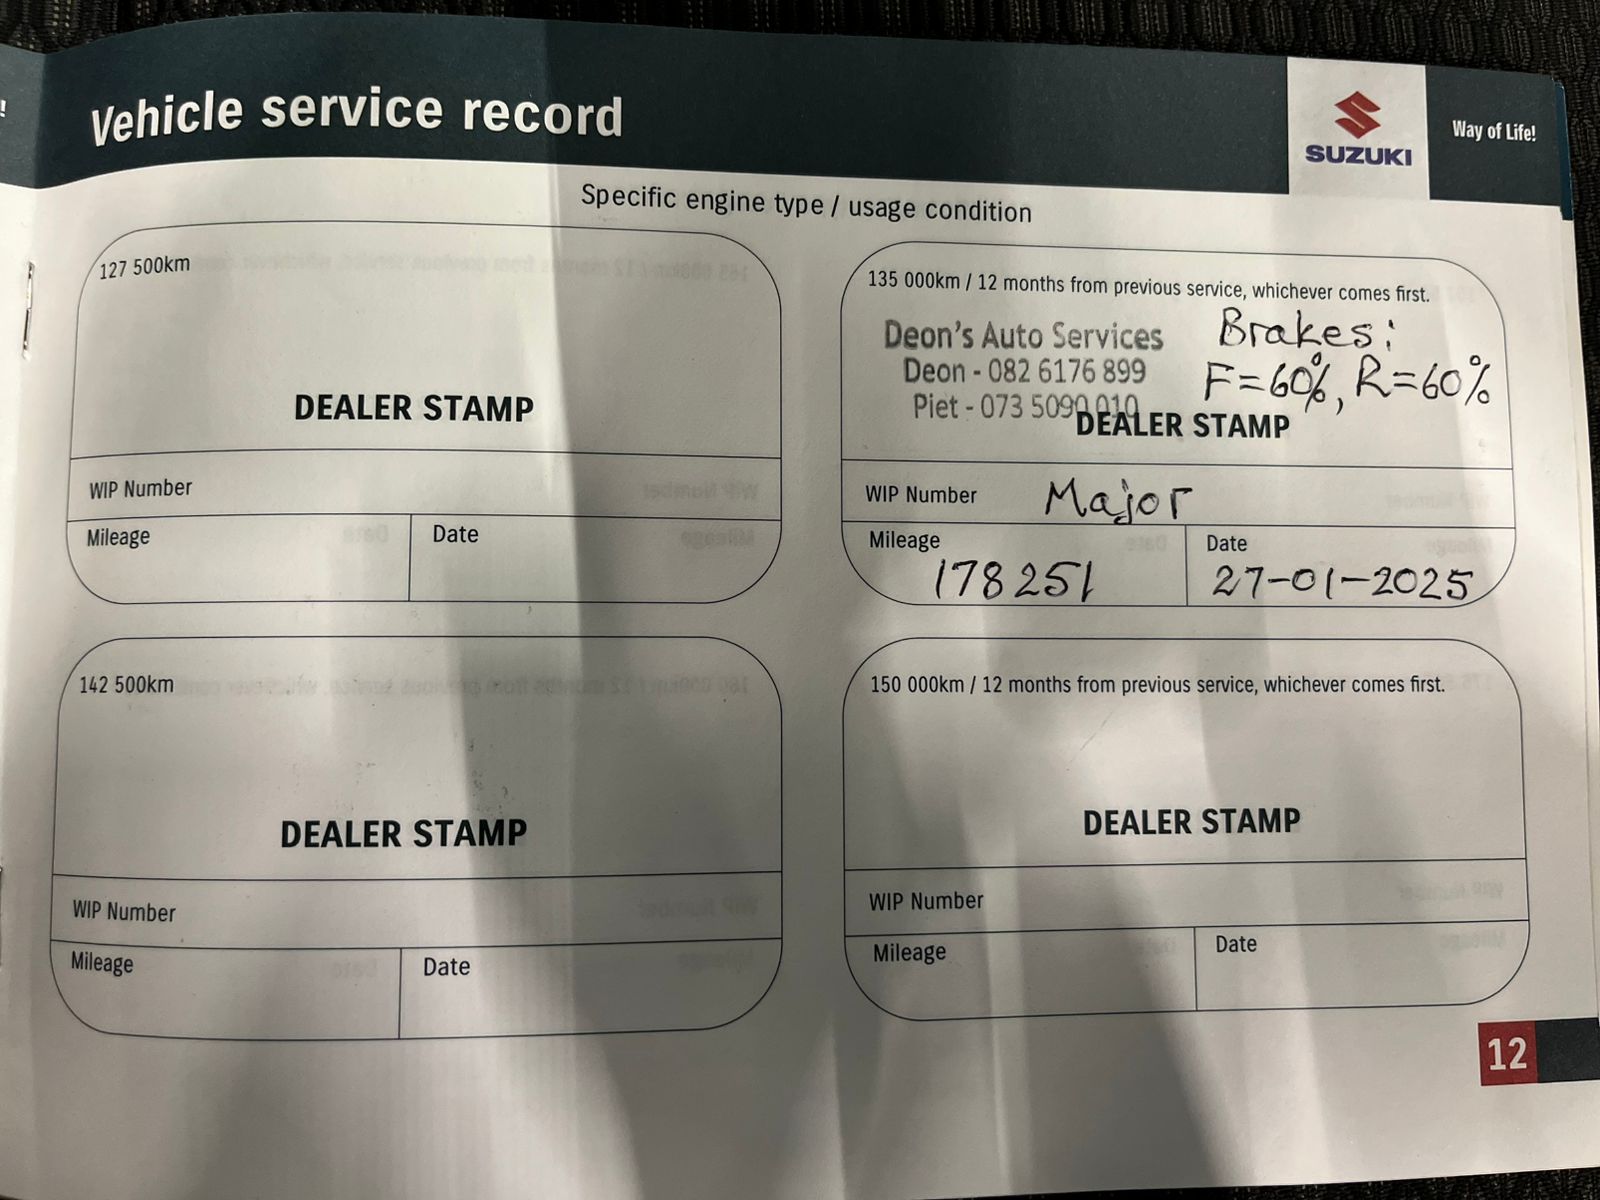 Vehicle service record
SUZUKI
Way of Life!
Specific engine type / usage condition
127 500km
DEALER STAMP
WIP Number
Mileage
Date
135 000km / 12 months from previous service, whichever comes first.
Deon's Auto Services
Deon - 082 6176 899
Piet - 073 5090 010
Brakes:
F=60%, R=60%
DEALER STAMP
WIP Number Major
Mileage
178251
Date
27-01-2025
142 500km
DEALER STAMP
WIP Number
Mileage
Date
150 000km / 12 months from previous service, whichever comes first.
DEALER STAMP
WIP Number
Mileage
Date
12